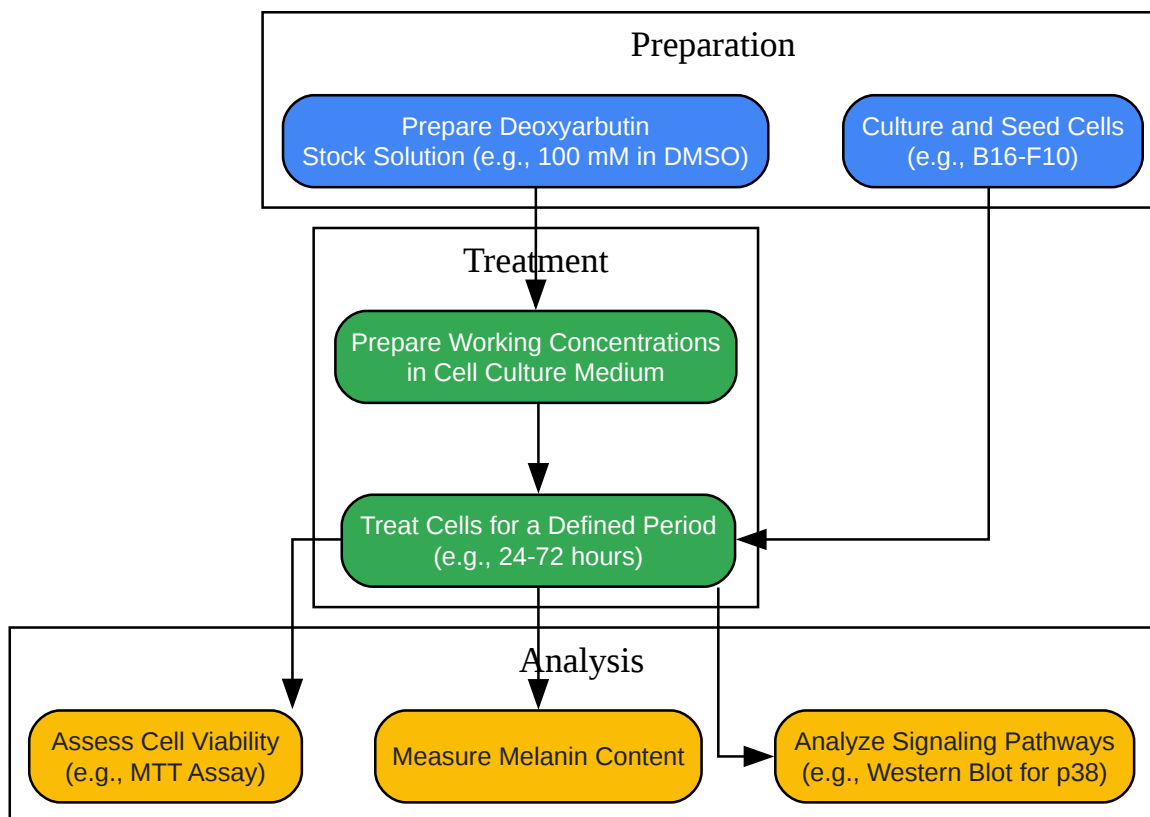 Preparation
Prepare Deoxyarbutin
Stock Solution (e.g., 100 mM in DMSO)
Culture and Seed Cells
(e.g., B16-F10)
Treatment
Prepare Working Concentrations
in Cell Culture Medium
Treat Cells for a Defined Period
(e.g., 24-72 hours)
Analysis
Assess Cell Viability
(e.g., MTT Assay)
Measure Melanin Content
Analyze Signaling Pathways
(e.g., Western Blot for p38)